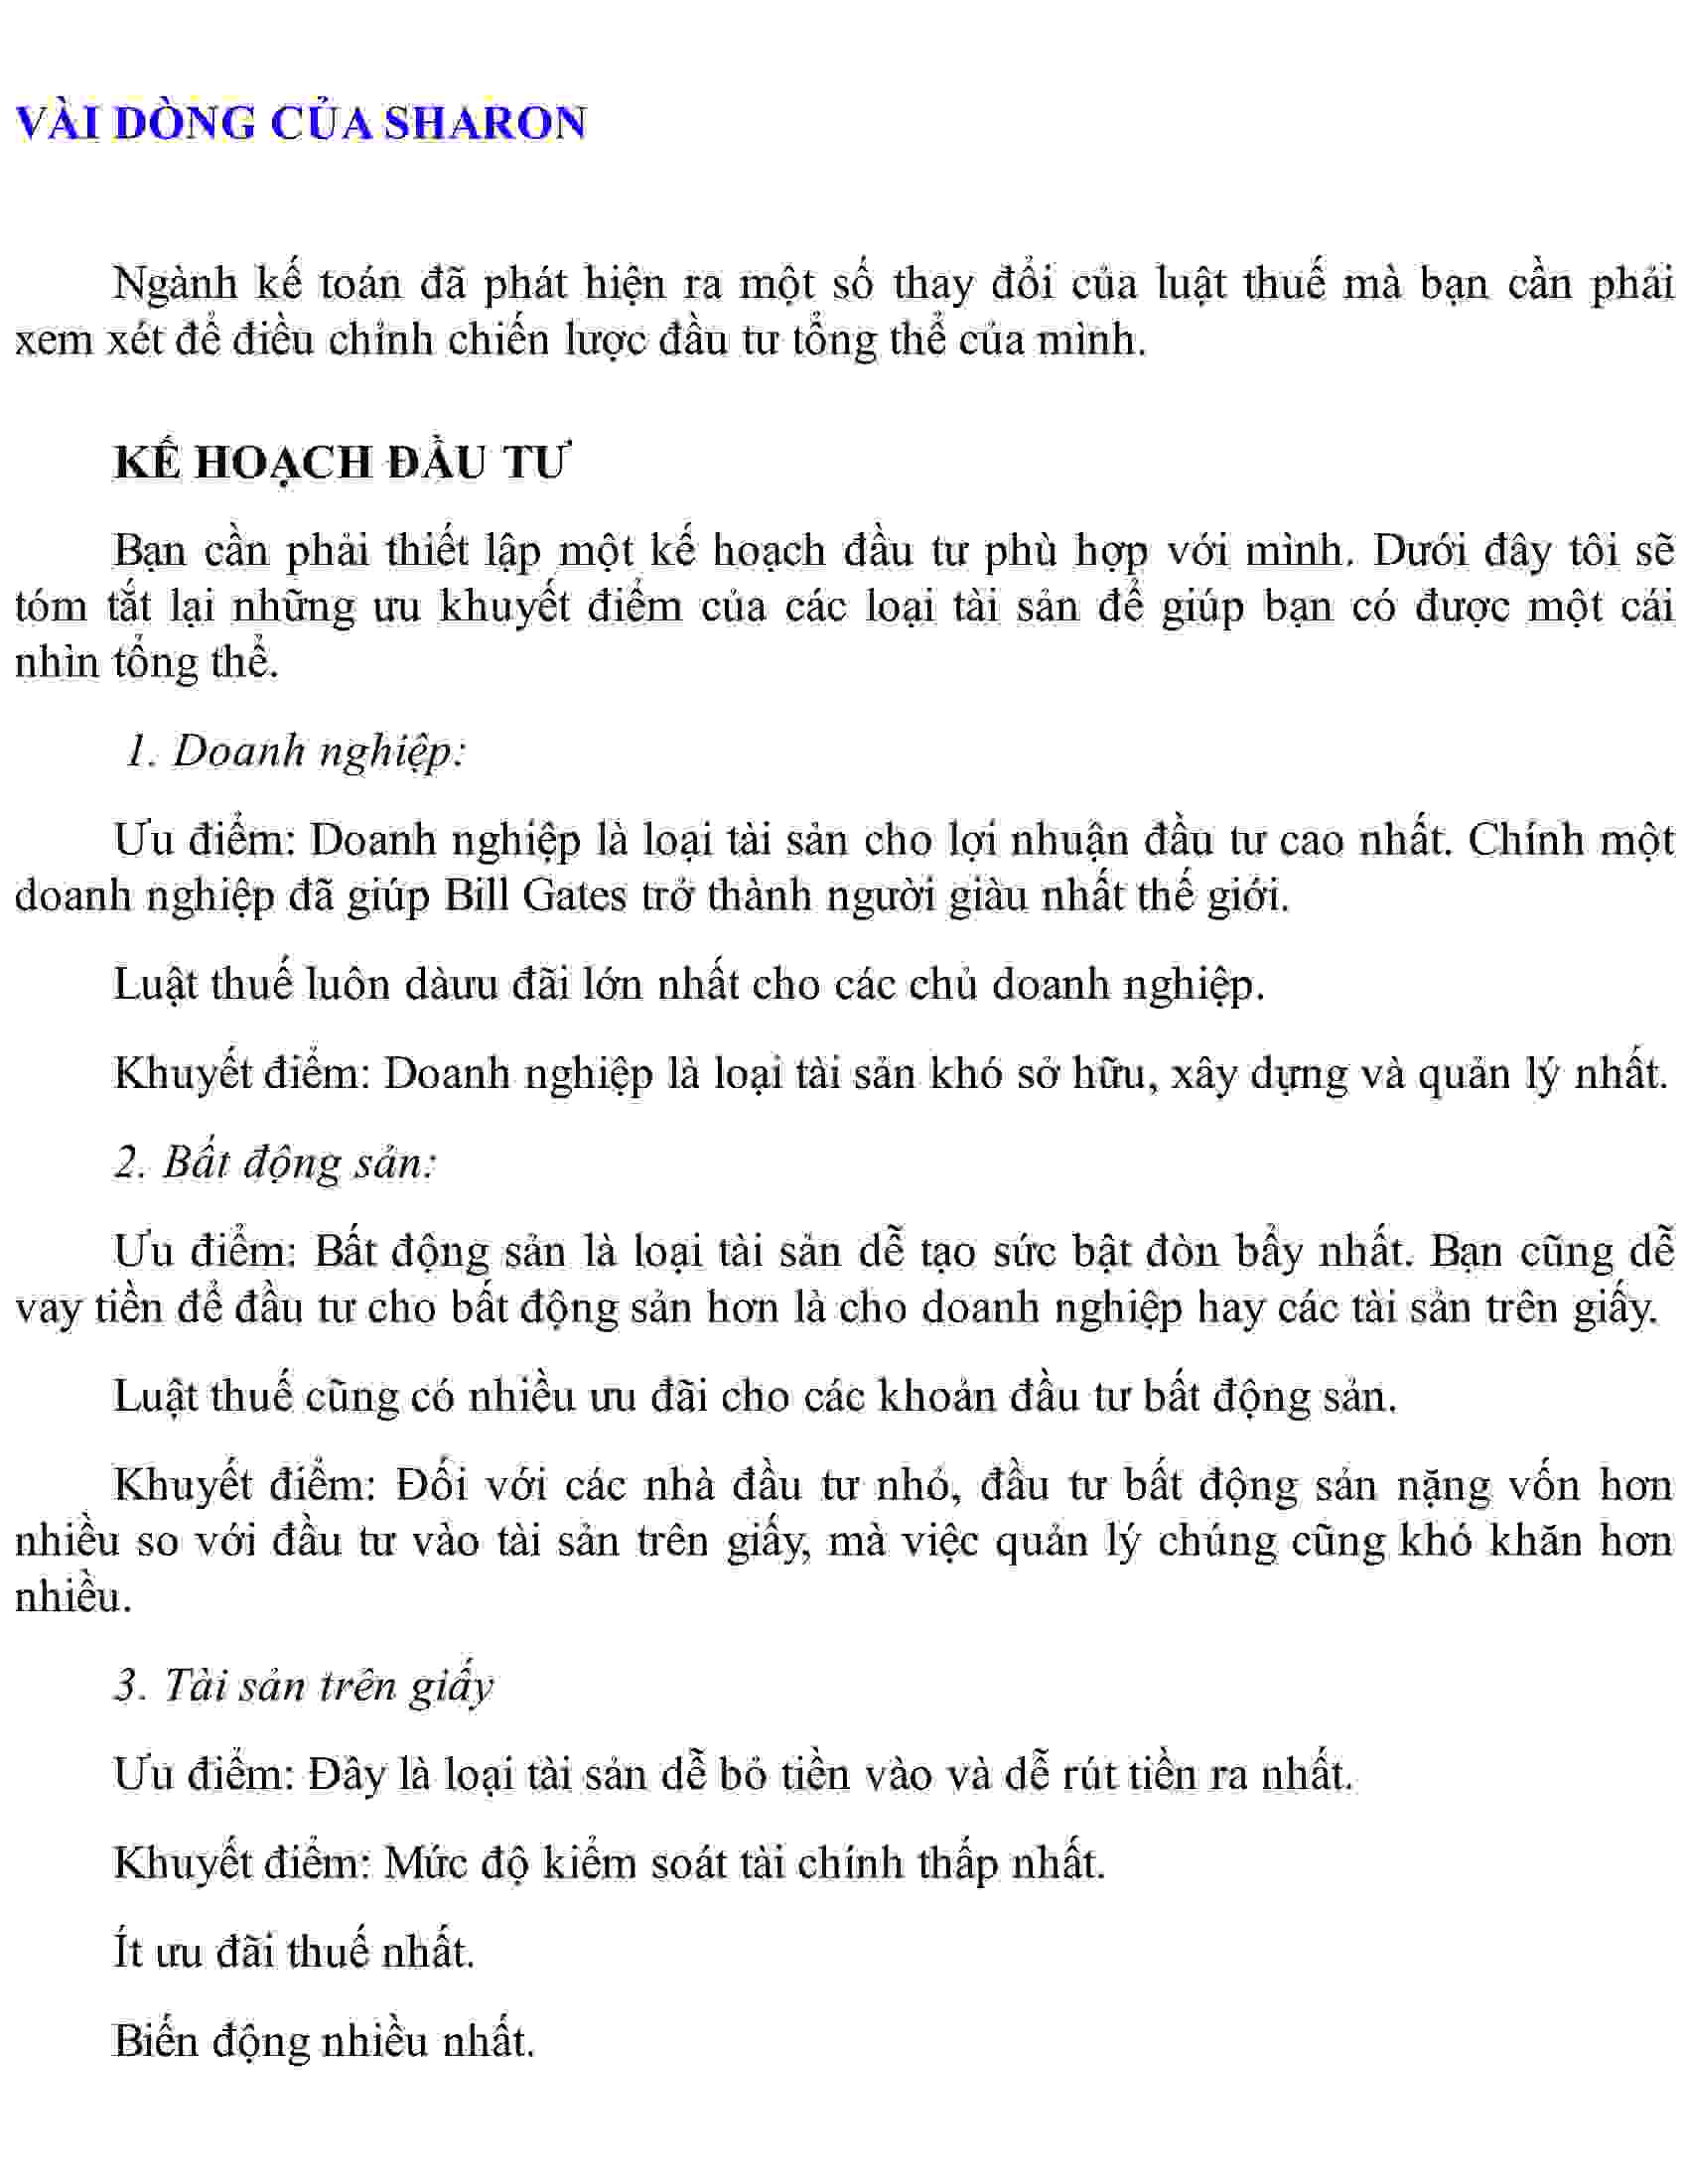 VÀI DÒNG CỦA SHARON
Ngành kế toán đã phát hiện ra một số thay đổi của luật thuế mà bạn cần phải
xem xét để điều chỉnh chiến lược đầu tư tổng thể của mình.
KẾ HOẠCH ĐẦU TƯ
Bạn cần phải thiết lập một kế hoạch đầu tư phù hợp với mình. Dưới đây tôi sẽ
tóm tắt lại những ưu khuyết điểm của các loại tài sản để giúp bạn có được một cái
nhìn tổng thể.
1. Doanh nghiệp:
Ưu điểm: Doanh nghiệp là loại tài sản cho lợi nhuận đầu tư cao nhất. Chính một
doanh nghiệp đã giúp Bill Gates trở thành người giàu nhất thế giới.
Luật thuế luôn dàưu đãi lớn nhất cho các chủ doanh nghiệp.
Khuyết điểm: Doanh nghiệp là loại tài sản khó sở hữu, xây dựng và quản lý nhất.
2. Bất động sản:
Ưu điểm: Bất động sản là loại tài sản dễ tạo sức bật đòn bẩy nhất. Bạn cũng dễ
vay tiền để đầu tư cho bất động sản hơn là cho doanh nghiệp hay các tài sản trên giấy.
Luật thuế cũng có nhiều ưu đãi cho các khoản đầu tư bất động sản.
Khuyết điểm: Đối với các nhà đầu tư nhỏ, đầu tư bất động sản nặng vốn hơn
nhiều so với đầu tư vào tài sản trên giấy, mà việc quản lý chúng cũng khó khăn hơn
nhiều.
3. Tài sản trên giấy
Ưu điểm: Đây là loại tài sản dễ bỏ tiền vào và dễ rút tiền ra nhất.
Khuyết điểm: Mức độ kiểm soát tài chính thấp nhất.
Ít ưu đãi thuế nhất.
Biến động nhiều nhất.